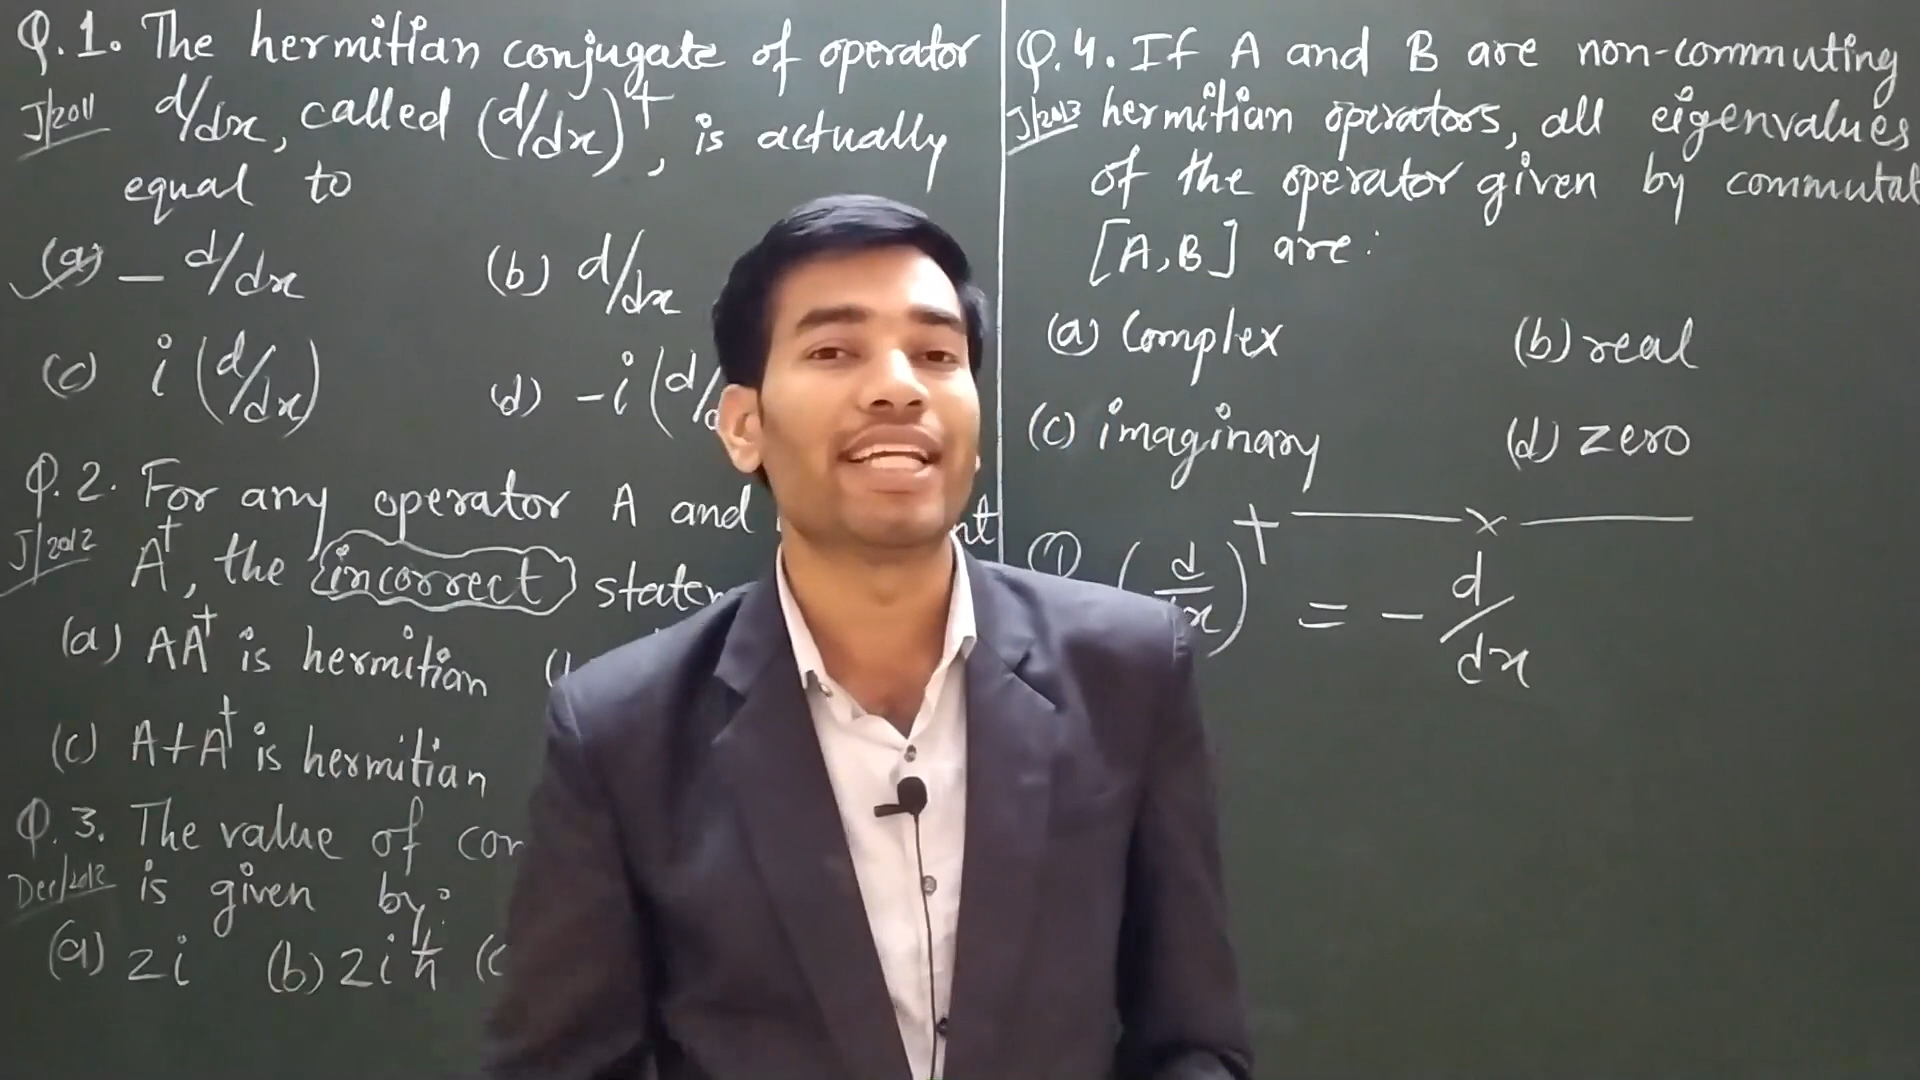 Q.1. The hermitian conjugate of operator
J/2011 d/dx, called (d/dx)†, is actually
equal to
(a) - d/dx (b) d/dx
(c) i (d/dx) (d) -i (d/
Q.2. For any operator A and
J/2012 A†, the incorrect
(a) AA† is hermitian
(c) A+A† is hermitian
Q.3. The value of
Dec/2012 is given by:
(a) 2i (b) 2iħ (c
Q.4. If A and B are non-commuting
J/2013 hermitian operators, all eigenvalues
of the operator given by commutat
[A,B] are:
(a) Complex (b) real
(c) imaginary (d) zero
① (d/dx)† = - d/dx